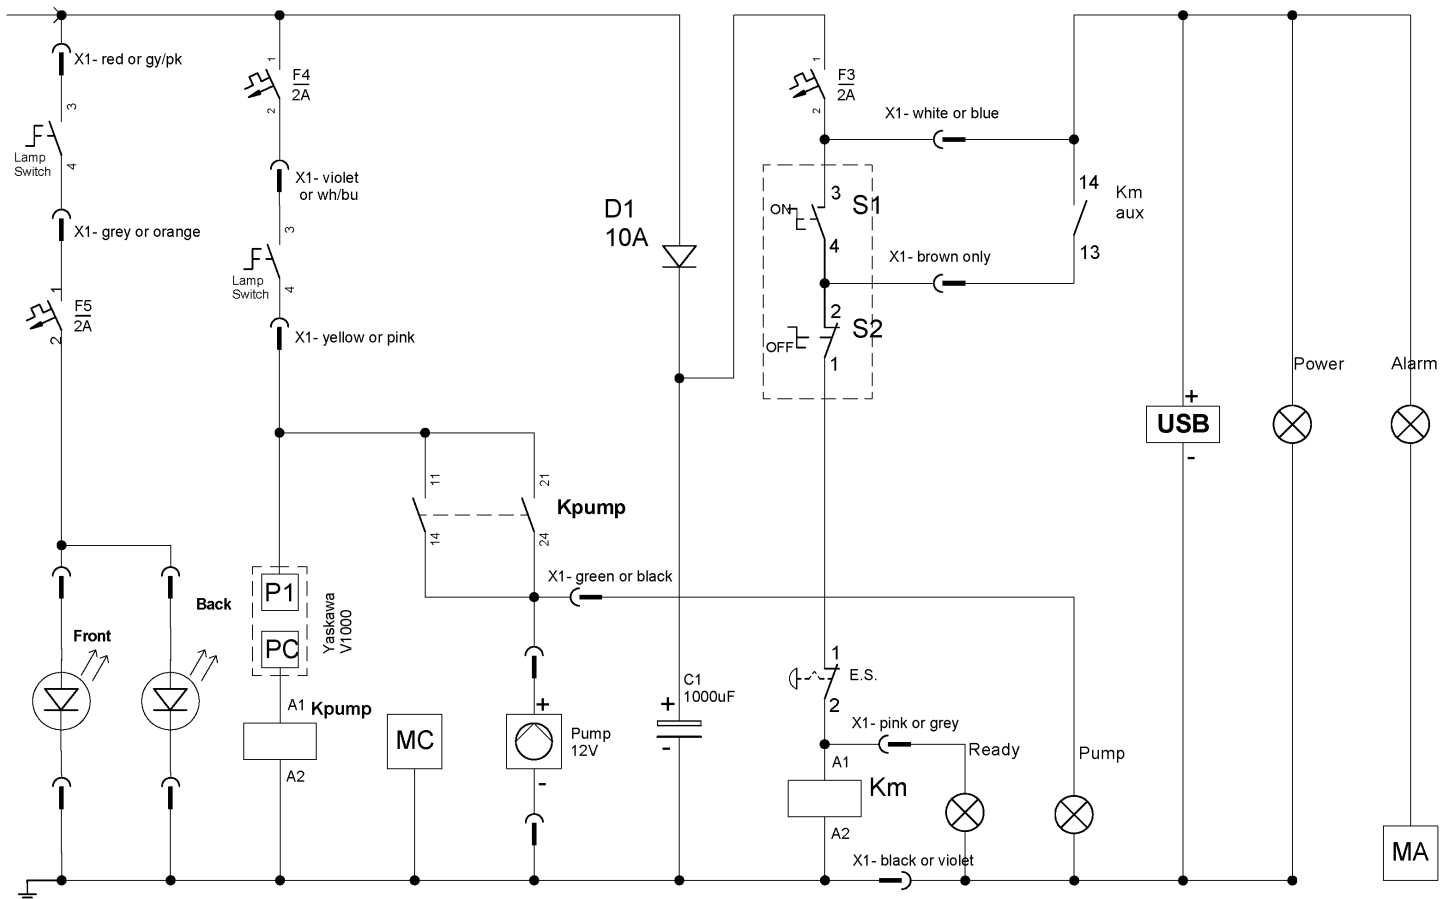 X1- red or gy/pk
3
Lamp
Switch
4
X1- grey or orange
1
F5
2A
2
Front
Back
1
F4
2A
2
X1- violet
or wh/bu
3
Lamp
Switch
4
X1- yellow or pink
P1
PC
Yaskawa
V1000
A1
Kpump
A2
MC
11
14
21
24
Kpump
X1- green or black
+
-
Pump
12V
D1
10A
C1
1000uF
+
-
1
F3
2A
2
X1- white or blue
3
ON
S1
4
X1- brown only
2
OFF
S2
1
14
Km
aux
13
1
E.S.
2
X1- pink or grey
A1
Km
A2
Ready
Pump
X1- black or violet
+
USB
-
Power
Alarm
MA